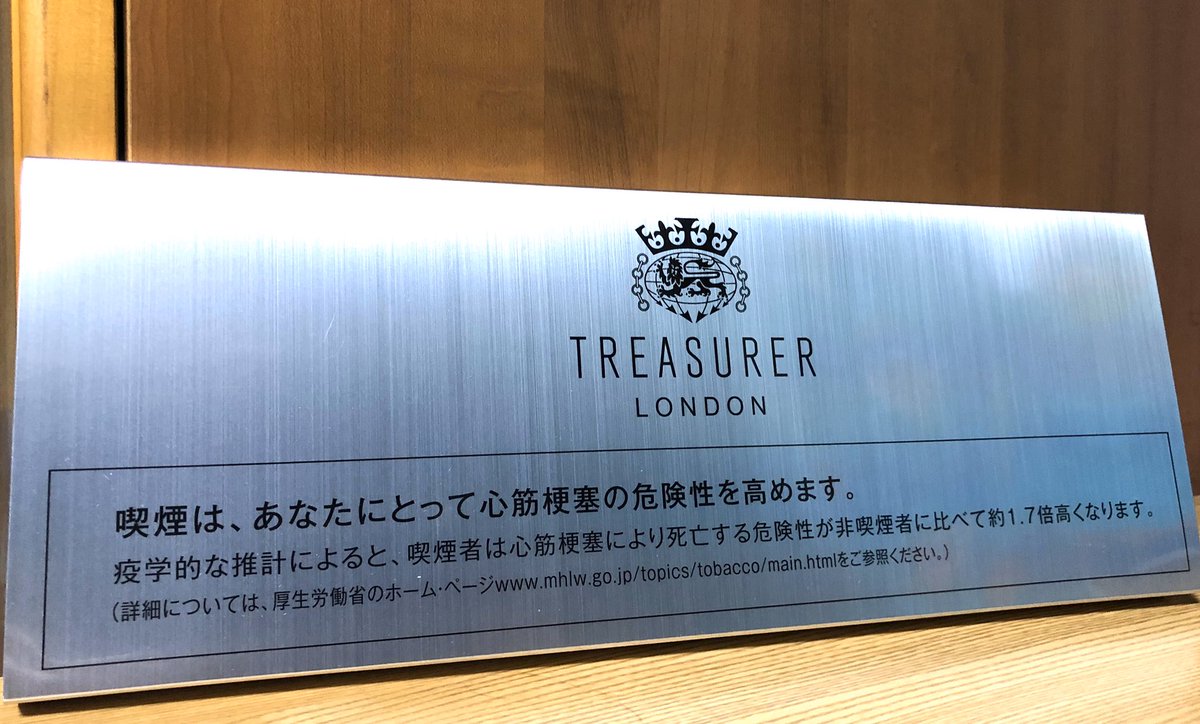 TREASURER
LONDON
喫煙は、あなたにとって心筋梗塞の危険性を高めます。
疫学的な推計によると、喫煙者は心筋梗塞により死亡する危険性が非喫煙者に比べて約1.7倍高くなります。
(詳細については、厚生労働省のホーム・ページwww.mhlw.go.jp/topics/tobacco/main.htmlをご参照ください。)